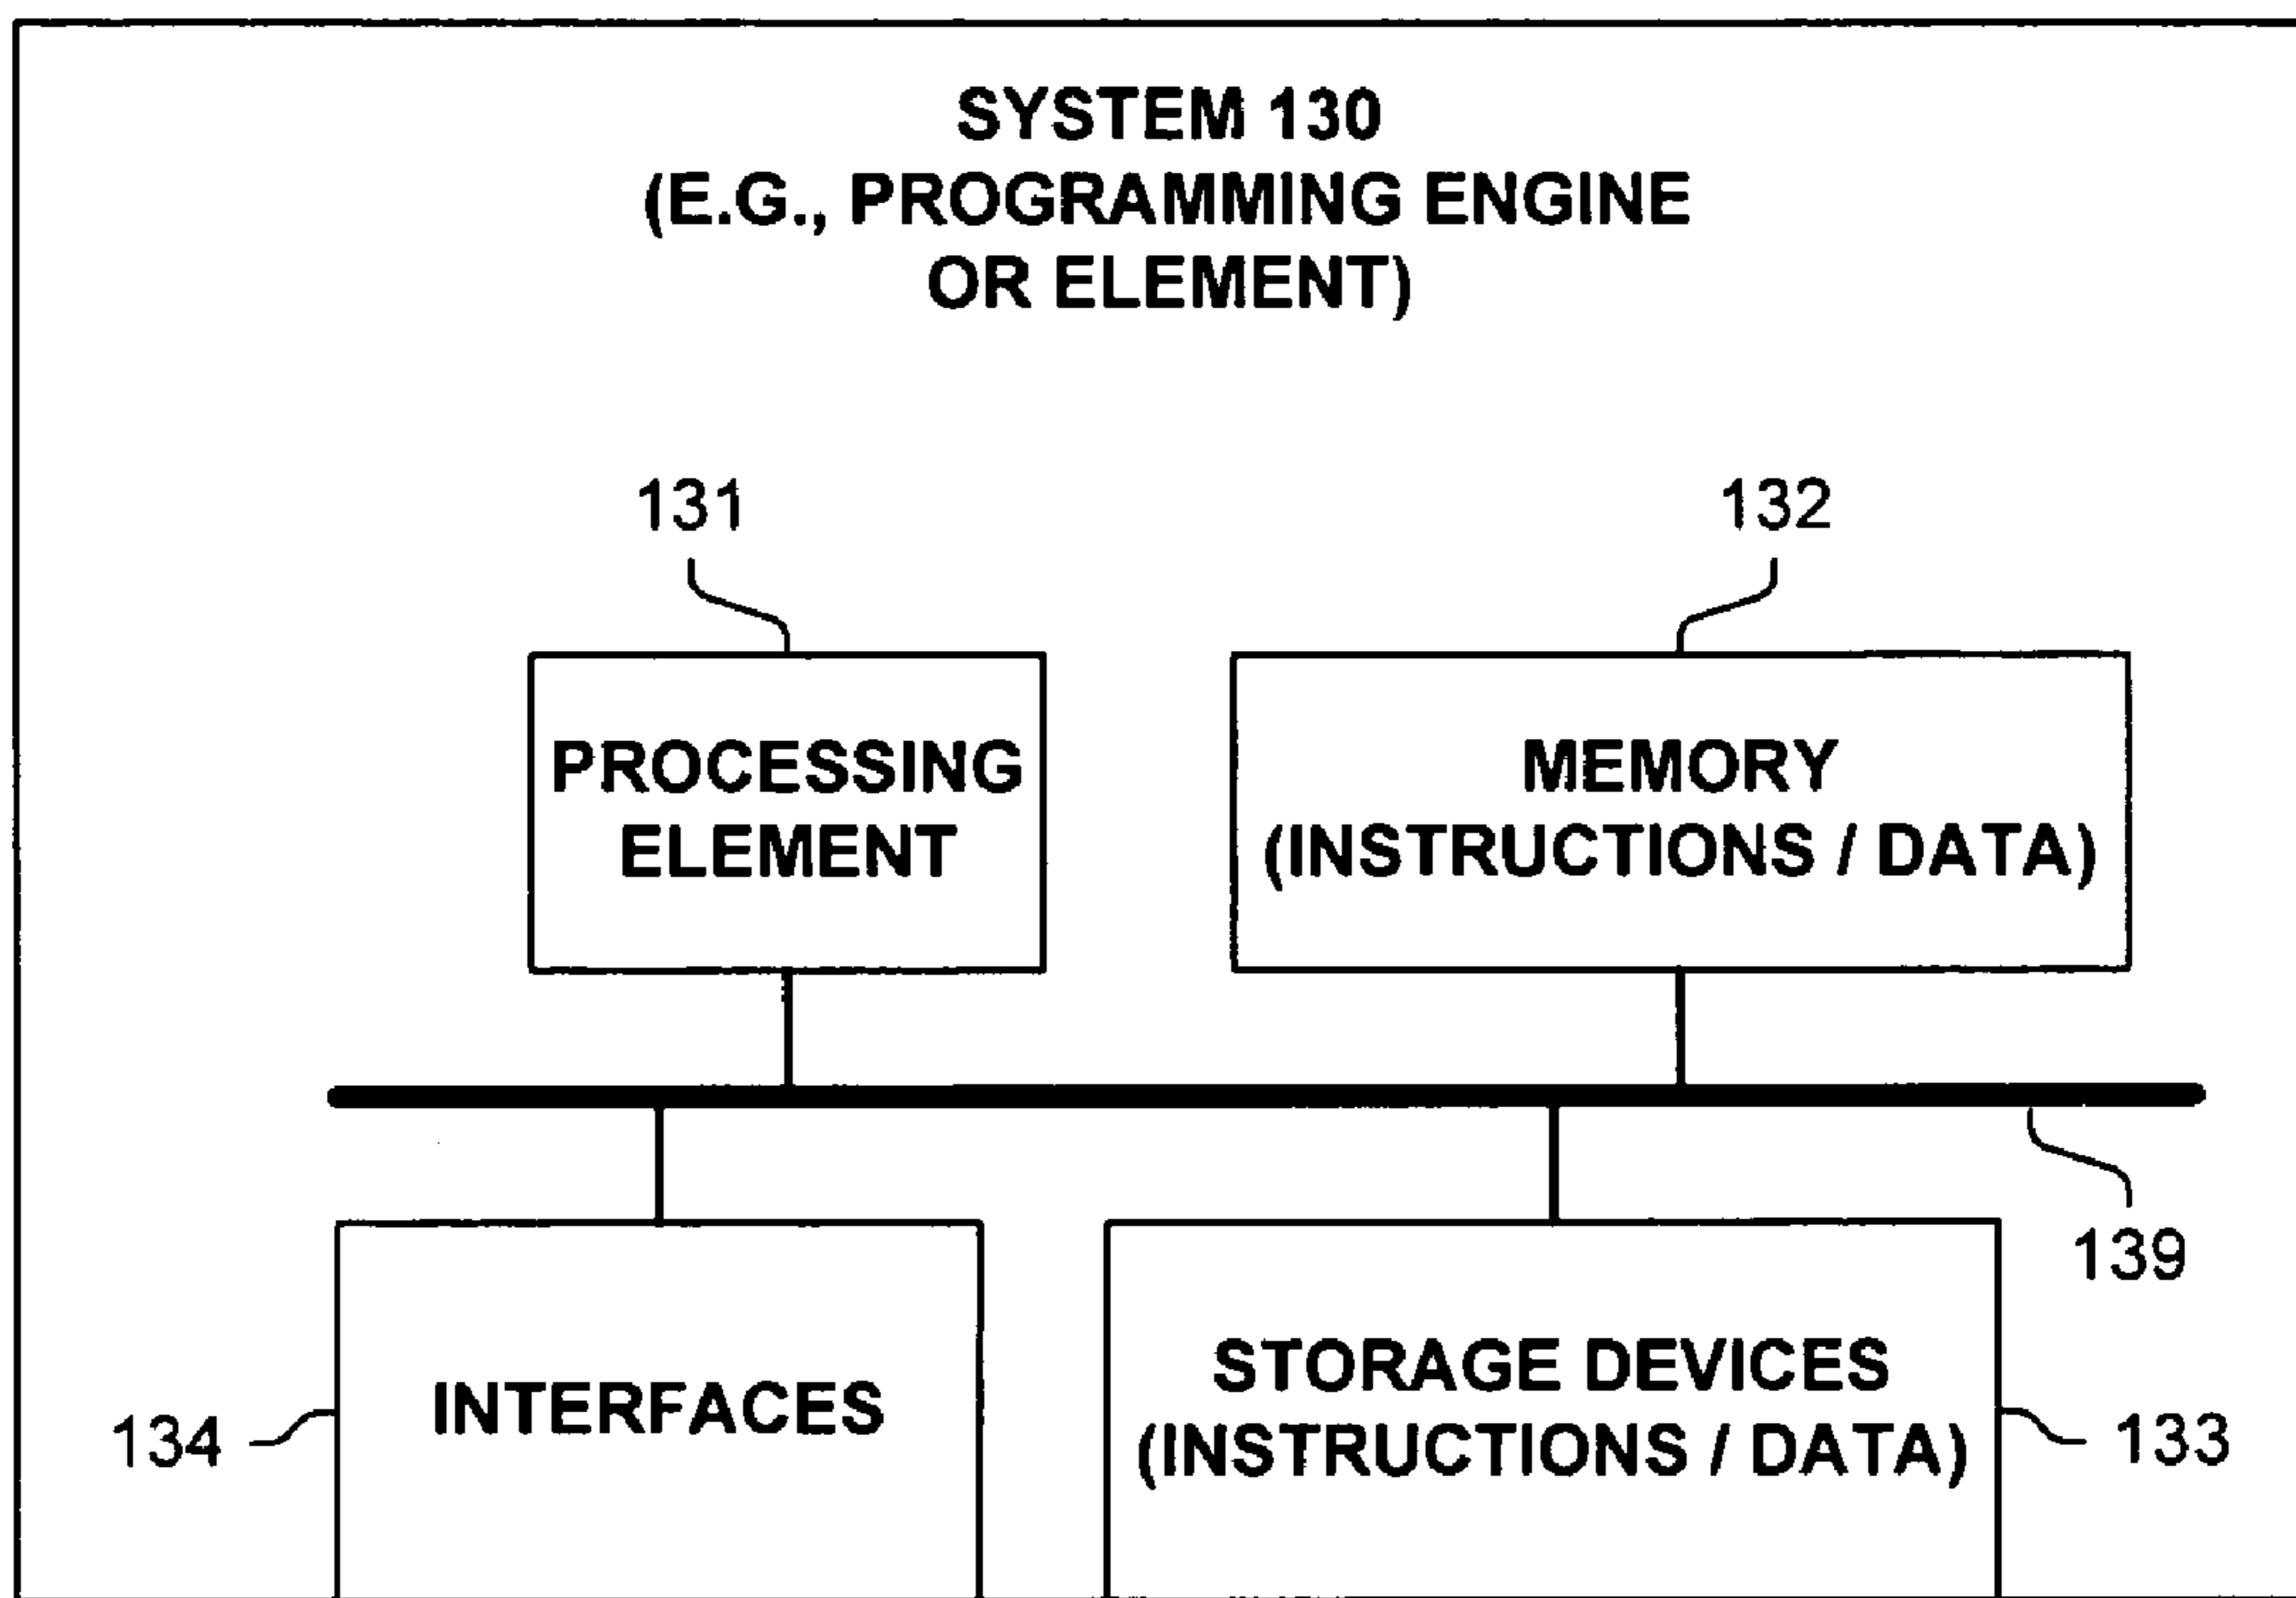 SYSTEM 130
(E.G., PROGRAMMING ENGINE
OR ELEMENT)
131
132
PROCESSING
ELEMENT
MEMORY
(INSTRUCTIONS / DATA)
139
134
INTERFACES
STORAGE DEVICES
(INSTRUCTIONS / DATA)
133